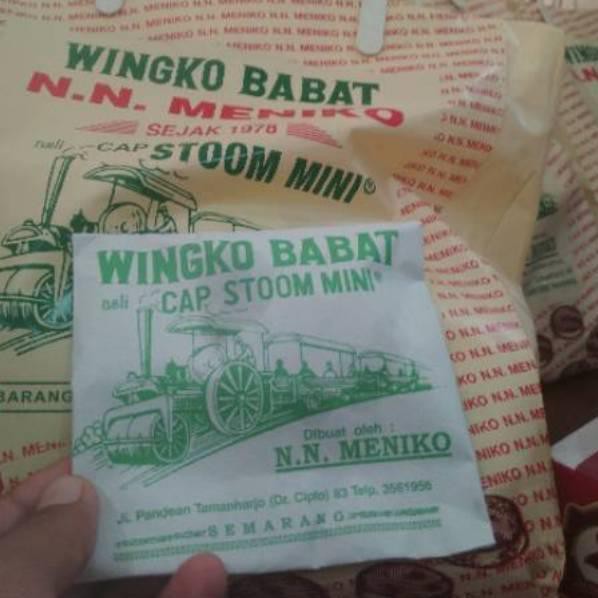 WINGKO BABAT
N.N. MENIKO
SEJAK 1978
CAP STOOM MINI®
BARANG
WINGKO BABAT
asli CAP STOOM MINI®
Dibuat oleh :
N.N. MENIKO
Jl. Pandean Tamanharjo (Dr. Cipto) 83 Telp. 3561956
SEMARANG